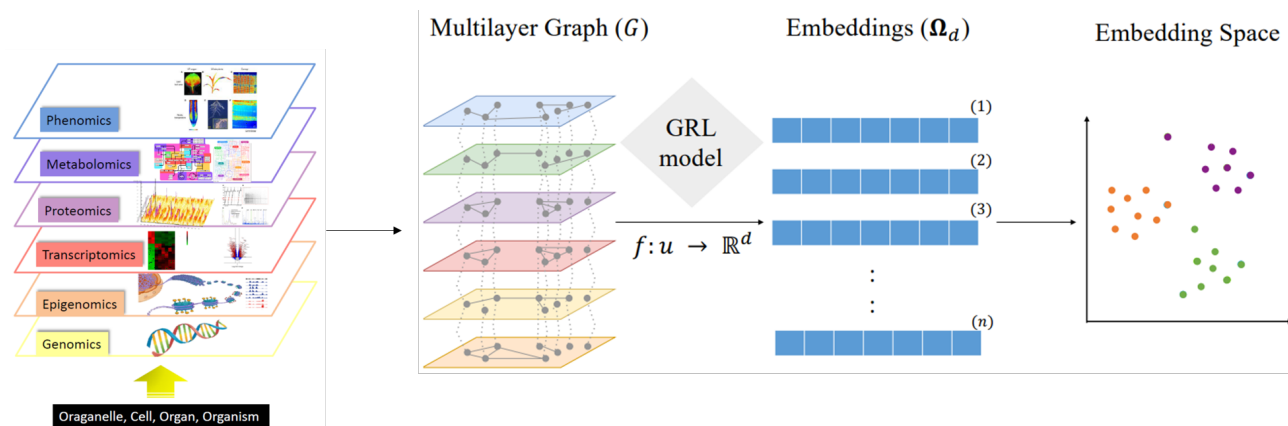 Multilayer Graph (G)
Embeddings (Ω_d)
Embedding Space
Phenomics
Metabolomics
Proteomics
Transcriptomics
Epigenomics
Genomics
Oraganelle, Cell, Organ, Organism
GRL
model
f: u → ℝ^d
(1)
(2)
(3)
⋮
(n)